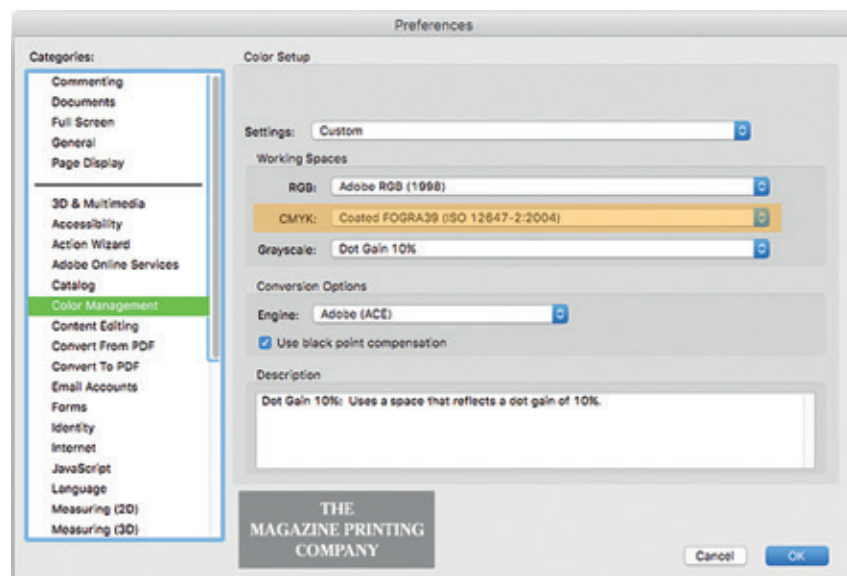 Preferences
Categories:
Commenting
Documents
Full Screen
General
Page Display
3D & Multimedia
Accessibility
Action Wizard
Adobe Online Services
Catalog
Color Management
Content Editing
Convert From PDF
Convert To PDF
Email Accounts
Forms
Identity
Internet
JavaScript
Language
Measuring (2D)
Measuring (3D)
Color Setup
Settings: Custom
Working Spaces
RGB: Adobe RGB (1998)
CMYK: Coated FOGRA39 (ISO 12647-2:2004)
Grayscale: Dot Gain 10%
Conversion Options
Engine: Adobe (ACE)
Use black point compensation
Description
Dot Gain 10%: Uses a space that reflects a dot gain of 10%.
THE
MAGAZINE PRINTING
COMPANY
Cancel OK